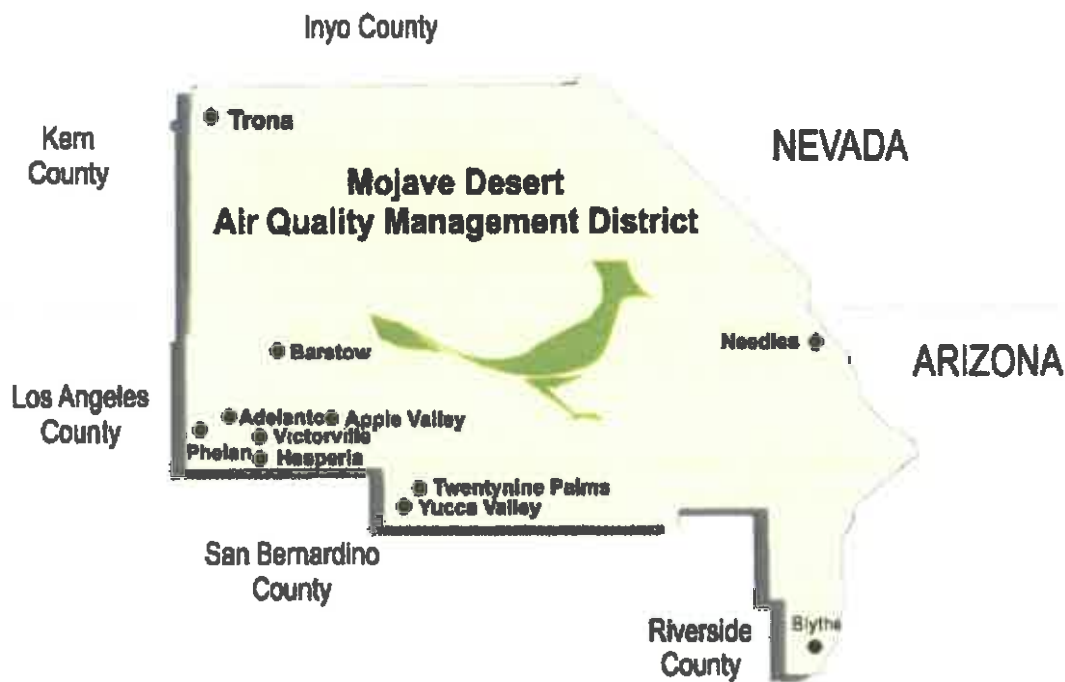 Inyo County
Kern
County
Trona
NEVADA
Mojave Desert
Air Quality Management District
Needles
Barstow
ARIZONA
Los Angeles
County
Adelanto
Apple Valley
Victorville
Phelan
Hesperia
Twentynine Palms
Yucca Valley
San Bernardino
County
Riverside
County
Blythe